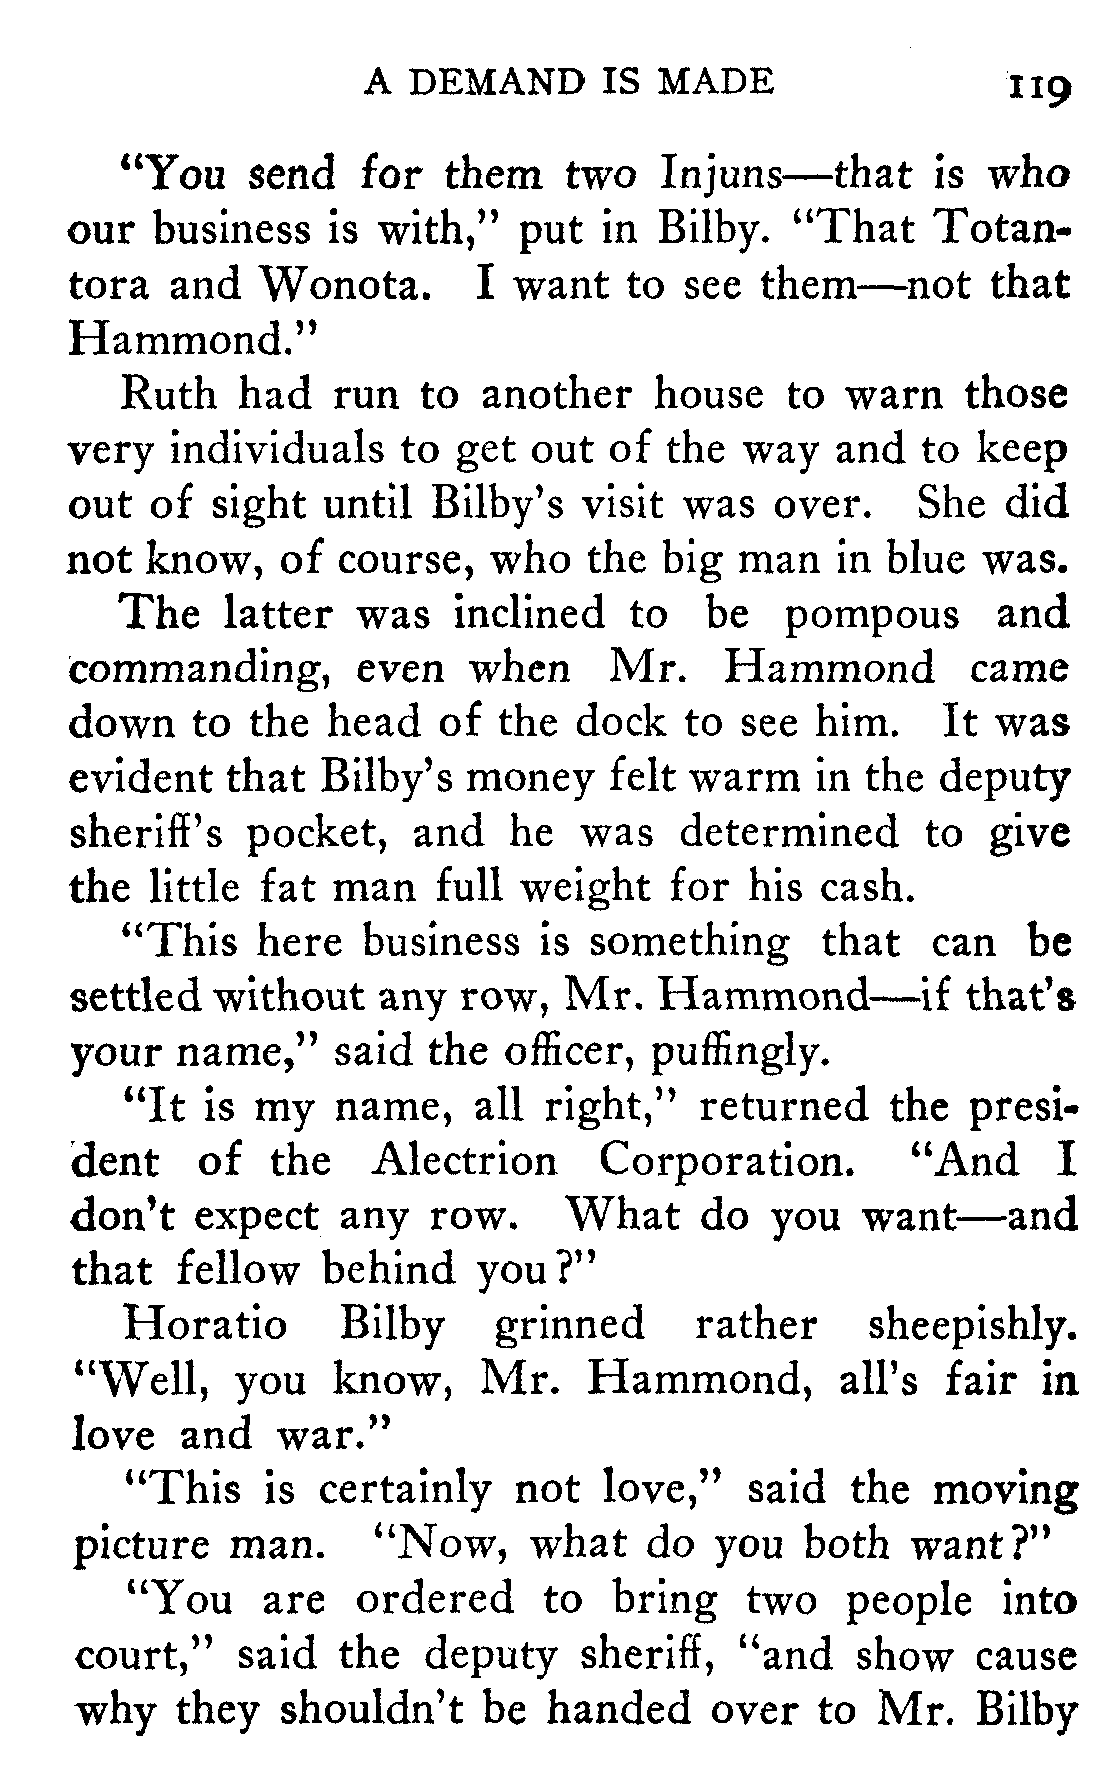 A DEMAND IS MADE 119
"You send for them two Injuns—that is who
our business is with," put in Bilby. "That Totan-
tora and Wonota. I want to see them—not that
Hammond."
Ruth had run to another house to warn those
very individuals to get out of the way and to keep
out of sight until Bilby's visit was over. She did
not know, of course, who the big man in blue was.
The latter was inclined to be pompous and
commanding, even when Mr. Hammond came
down to the head of the dock to see him. It was
evident that Bilby's money felt warm in the deputy
sheriff's pocket, and he was determined to give
the little fat man full weight for his cash.
"This here business is something that can be
settled without any row, Mr. Hammond—if that's
your name," said the officer, puffingly.
"It is my name, all right," returned the presi-
dent of the Alectrion Corporation. "And I
don't expect any row. What do you want—and
that fellow behind you?"
Horatio Bilby grinned rather sheepishly.
"Well, you know, Mr. Hammond, all's fair in
love and war."
"This is certainly not love," said the moving
picture man. "Now, what do you both want?"
"You are ordered to bring two people into
court," said the deputy sheriff, "and show cause
why they shouldn't be handed over to Mr. Bilby